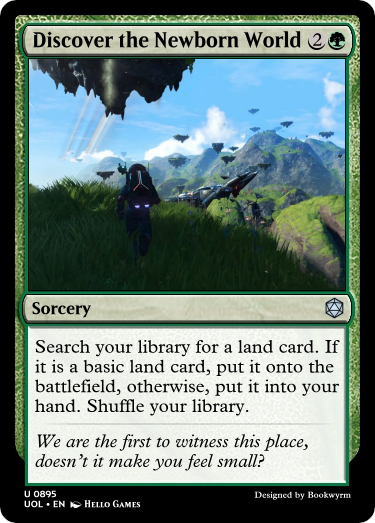 Discover the Newborn World 2
Sorcery
Search your library for a land card. If
it is a basic land card, put it onto the
battlefield, otherwise, put it into your
hand. Shuffle your library.
We are the first to witness this place,
doesn't it make you feel small?
U 0895
UOL • EN Hello Games
Designed by Bookwyrm